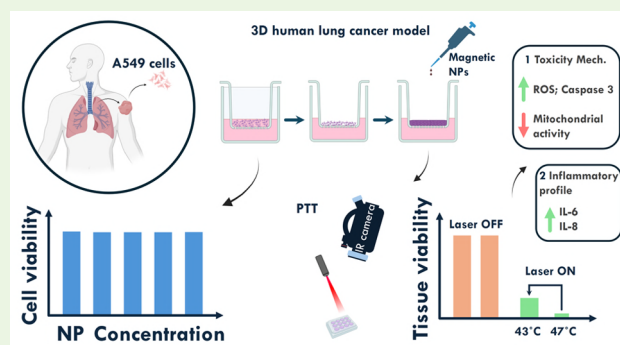 3D human lung cancer model
A549 cells
Magnetic
NPs
1 Toxicity Mech.
ROS; Caspase 3
Mitochondrial
activity
2 Inflammatory
profile
IL-6
IL-8
Cell viability
NP Concentration
PTT
IR camera
Tissue viability
Laser OFF
Laser ON
43°C 47°C